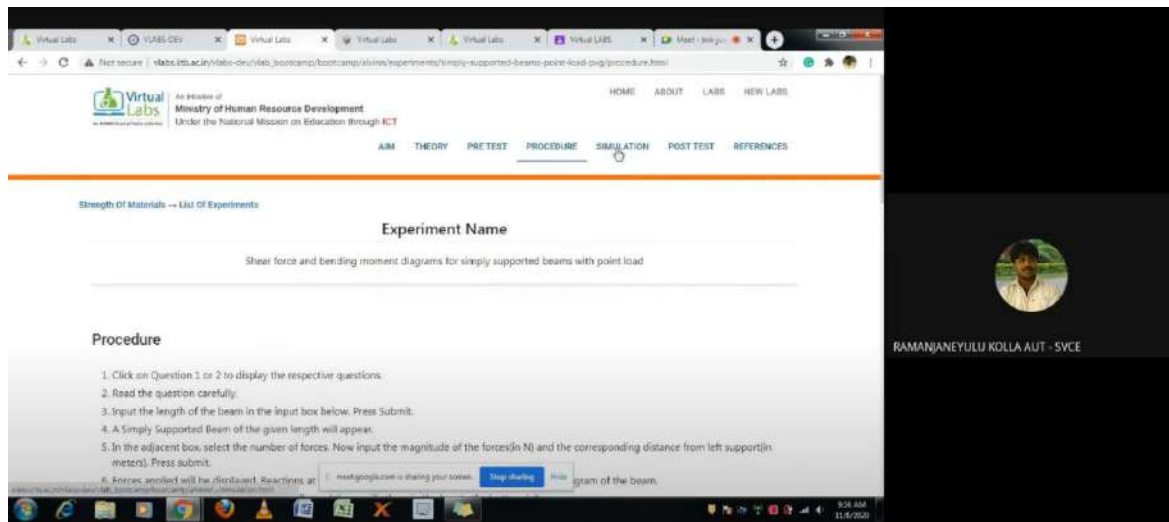 Virtual Labs
VLABS-DEV
Virtual Labs
Virtual Labs
Virtual Labs
Virtual LABS
Meet
Not secure | vlabs.iitb.ac.in/vlabs-dev/vlab_bootcamp/bootcamp/alvinn/experiments/simply-supported-beams-point-load-pvg/procedure.html
Virtual Labs
An Initiative of
Ministry of Human Resource Development
Under the National Mission on Education through ICT
HOME ABOUT LABS NEW LABS
AIM THEORY PRE TEST PROCEDURE SIMULATION POST TEST REFERENCES
Strength Of Materials → List Of Experiments
Experiment Name
Shear force and bending moment diagrams for simply supported beams with point load
Procedure
1. Click on Question 1 or 2 to display the respective questions.
2. Read the question carefully.
3. Input the length of the beam in the input box below. Press Submit.
4. A Simply Supported Beam of the given length will appear.
5. In the adjacent box, select the number of forces. Now input the magnitude of the forces(in N) and the corresponding distance from left support(in
meters). Press submit.
6. Forces applied will be displayed. Reactions at
gram of the beam.
meet.google.com is sharing your screen. Stop sharing Hide
9:56 AM
11/6/2020
RAMANJANEYULU KOLLA AUT - SVCE